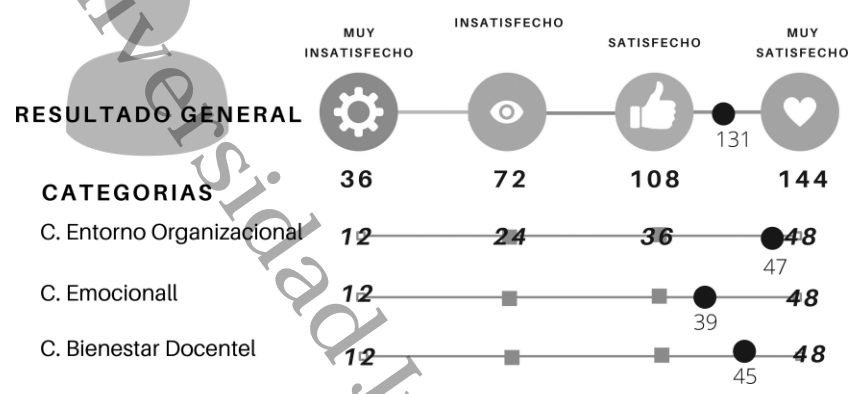 MUY
INSATISFECHO
INSATISFECHO
SATISFECHO
MUY
SATISFECHO
RESULTADO GENERAL
131
36 72 108 144
CATEGORIAS
C. Entorno Organizacional 12 24 36 48
47
C. Emocionall 12 48
39
C. Bienestar Docentel 12 48
45